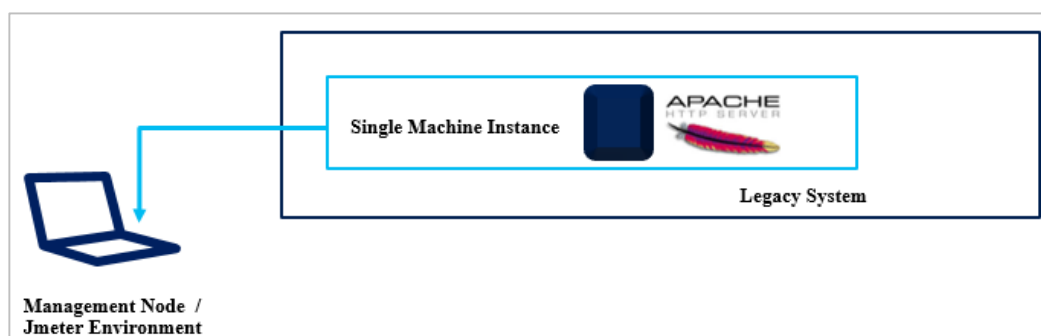 Single Machine Instance
APACHE
HTTP SERVER
Legacy System
Management Node /
Jmeter Environment